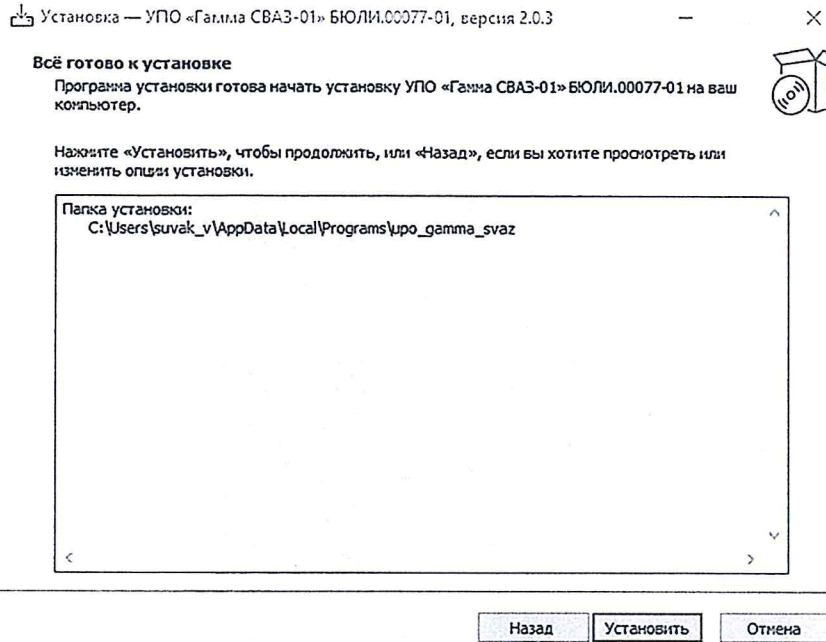 Установка — УПО «Гамма СВАЗ-01» БЮЛИ.00077-01, версия 2.0.3
Всё готово к установке
Программа установки готова начать установку УПО «Гамма СВАЗ-01» БЮЛИ.00077-01 на ваш
компьютер.
Нажмите «Установить», чтобы продолжить, или «Назад», если вы хотите просмотреть или
изменить опции установки.
Папка установки:
C:\Users\suvak_v\AppData\Local\Programs\upo_gamma_svaz
Назад
Установить
Отмена